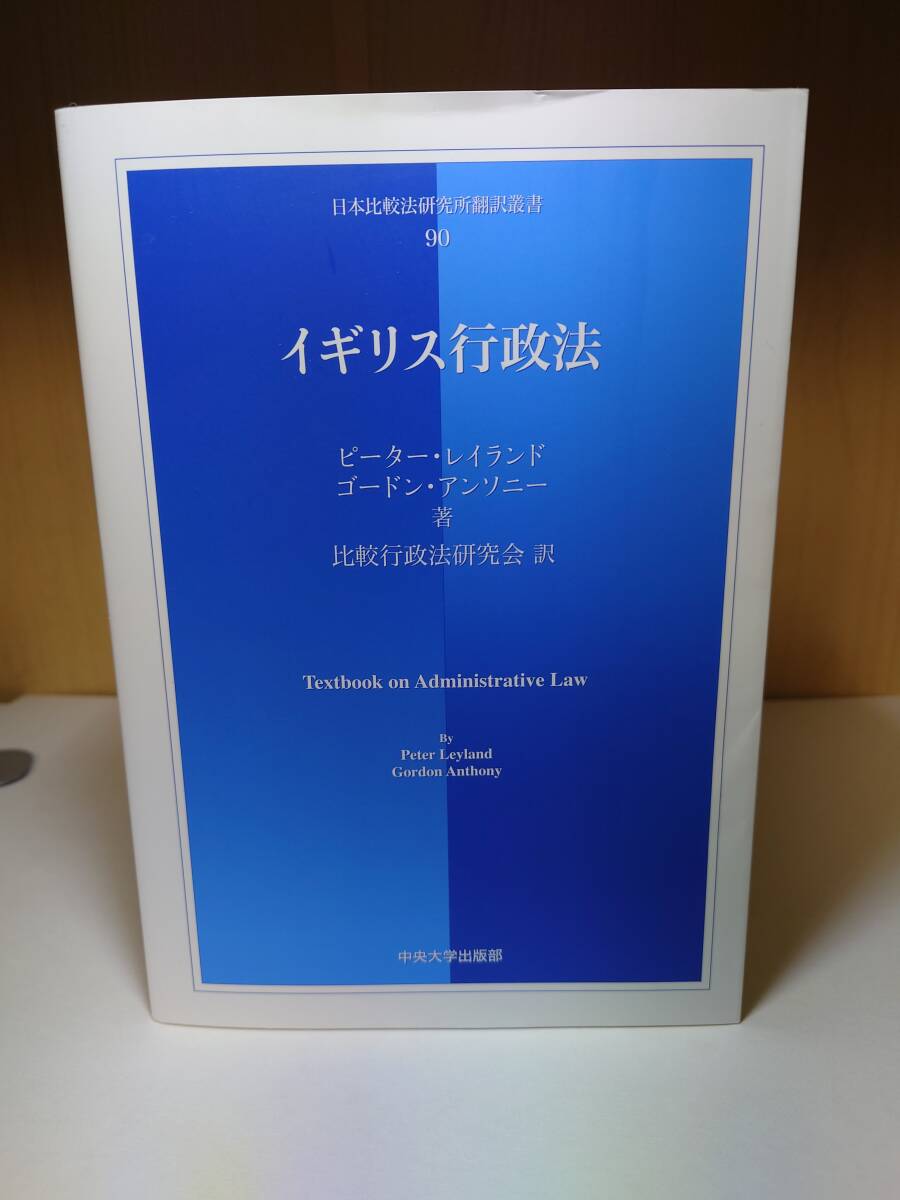 日本比較法研究所翻訳叢書
90
イギリス行政法
ピーター・レイランド
ゴードン・アンソニー
著
比較行政法研究会 訳
Textbook on Administrative Law
By
Peter Leyland
Gordon Anthony
中央大学出版部